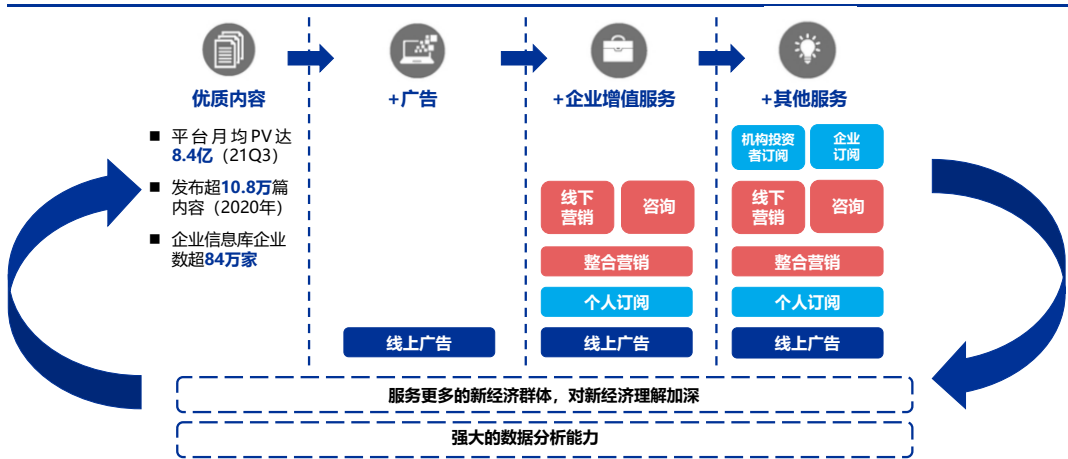 优质内容
+广告
+企业增值服务
+其他服务
平台月均PV达
8.4亿（21Q3）
发布超10.8万篇
内容（2020年）
企业信息库企业
数超84万家
线上广告
线下
营销
咨询
整合营销
个人订阅
线上广告
机构投资
者订阅
企业
订阅
线下
营销
咨询
整合营销
个人订阅
线上广告
服务更多的新经济群体，对新经济理解加深
强大的数据分析能力